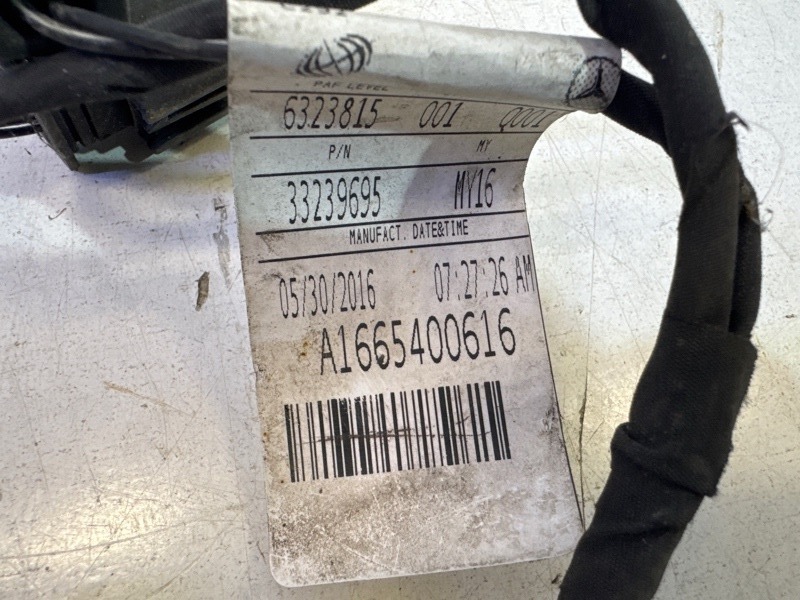 PAF LEVEL
6323815 001 Q001
P/N MY
33239695 MY16
MANUFACT. DATE&TIME
05/30/2016 07:27:26 AM
A1665400616